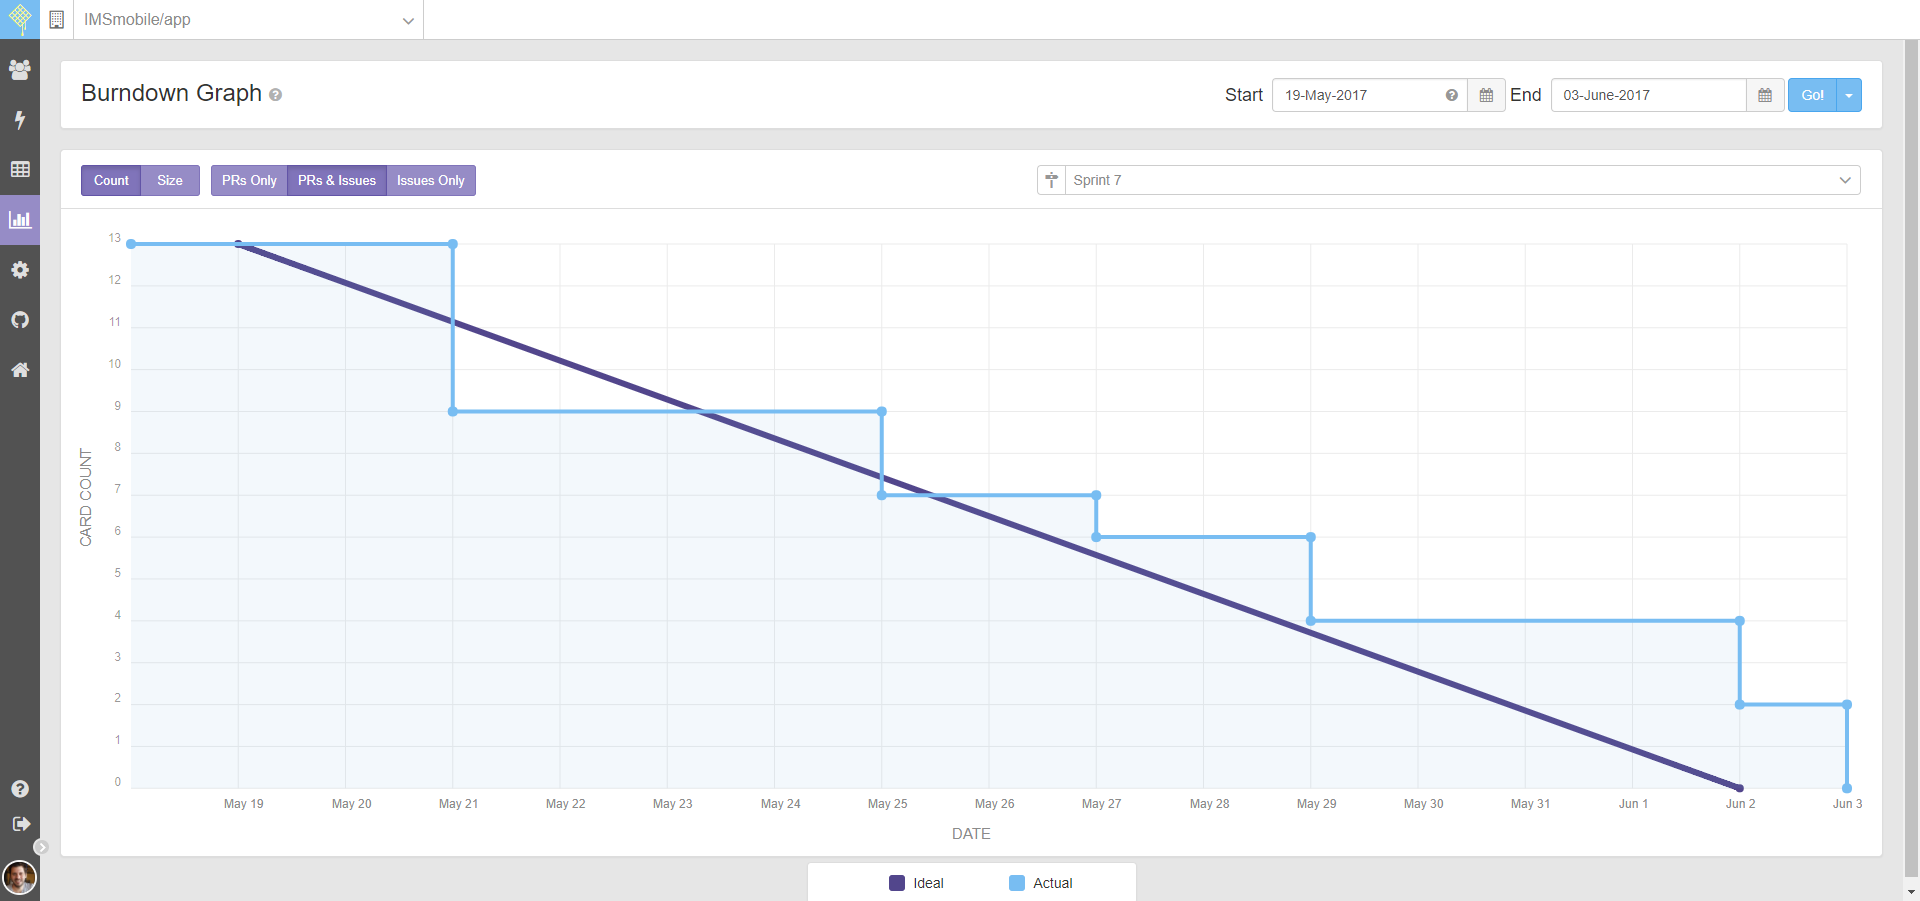 IMSmobile/app
Burndown Graph
Start 19-May-2017 End 03-June-2017 Go!
Count Size PRs Only PRs & Issues Issues Only Sprint 7
13
12
11
10
9
8
7
6
5
4
3
2
1
0
CARD COUNT
May 19 May 20 May 21 May 22 May 23 May 24 May 25 May 26 May 27 May 28 May 29 May 30 May 31 Jun 1 Jun 2 Jun 3
DATE
Ideal Actual